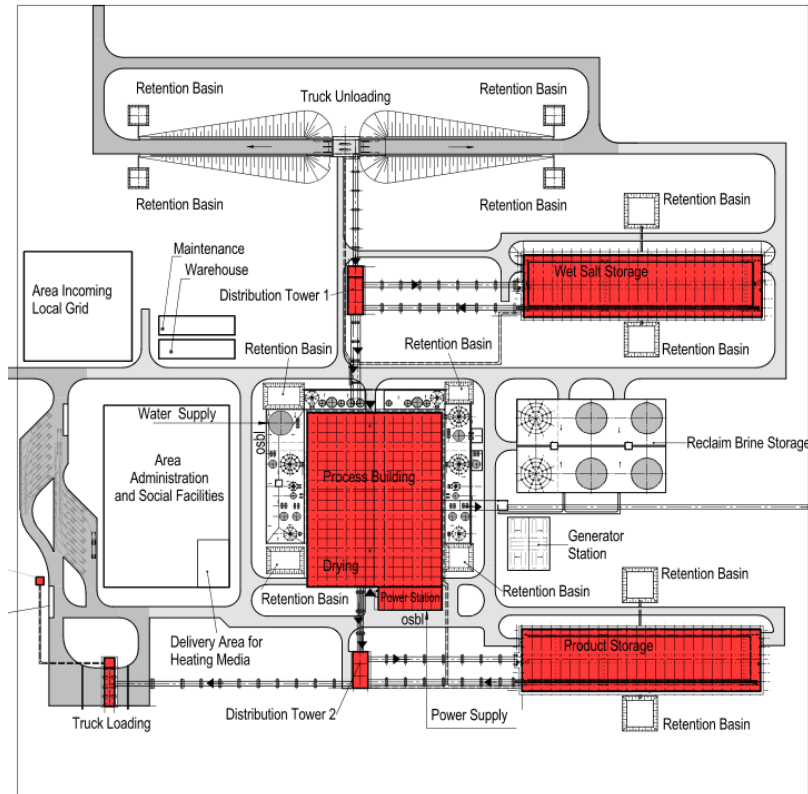 Retention Basin
Truck Unloading
Retention Basin
Retention Basin
Retention Basin
Retention Basin
Maintenance
Warehouse
Area Incoming
Local Grid
Distribution Tower 1
Wet Salt Storage
Retention Basin
Retention Basin
Retention Basin
Water Supply
osbl
Area
Administration
and Social Facilities
Process Building
Reclaim Brine Storage
Generator
Station
Drying
Retention Basin
Power Station
osbl
Retention Basin
Retention Basin
Delivery Area for
Heating Media
Product Storage
Truck Loading
Distribution Tower 2
Power Supply
Retention Basin